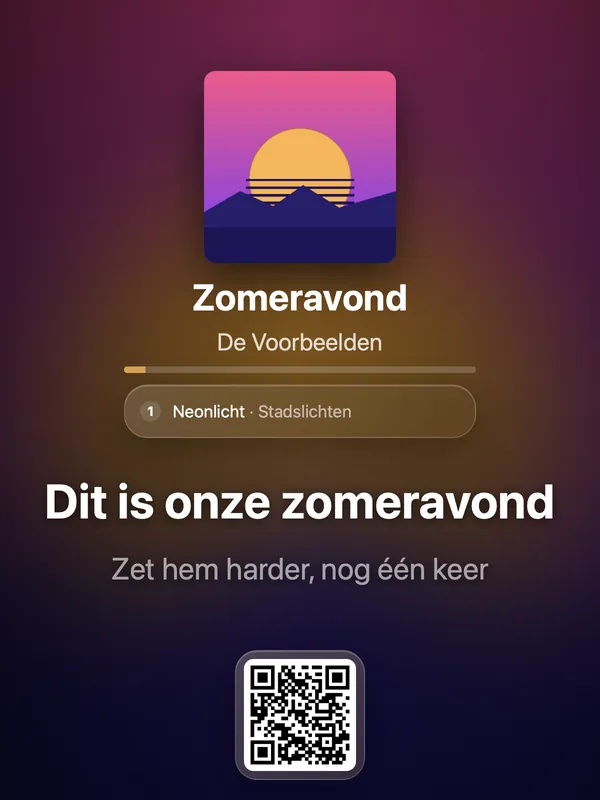 Zomeravond
De Voorbeelden
1 Neonlicht · Stadslichten
Dit is onze zomeravond
Zet hem harder, nog één keer